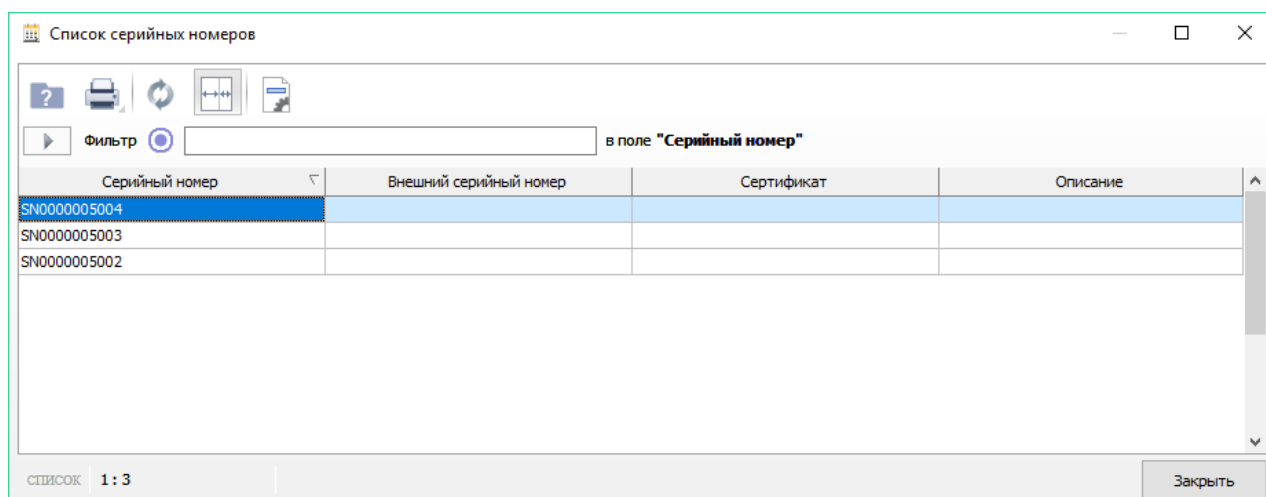 Список серийных номеров
Фильтр в поле "Серийный номер"
Серийный номер Внешний серийный номер Сертификат Описание
SN0000005004
SN0000005003
SN0000005002
СПИСОК 1:3 Закрыть